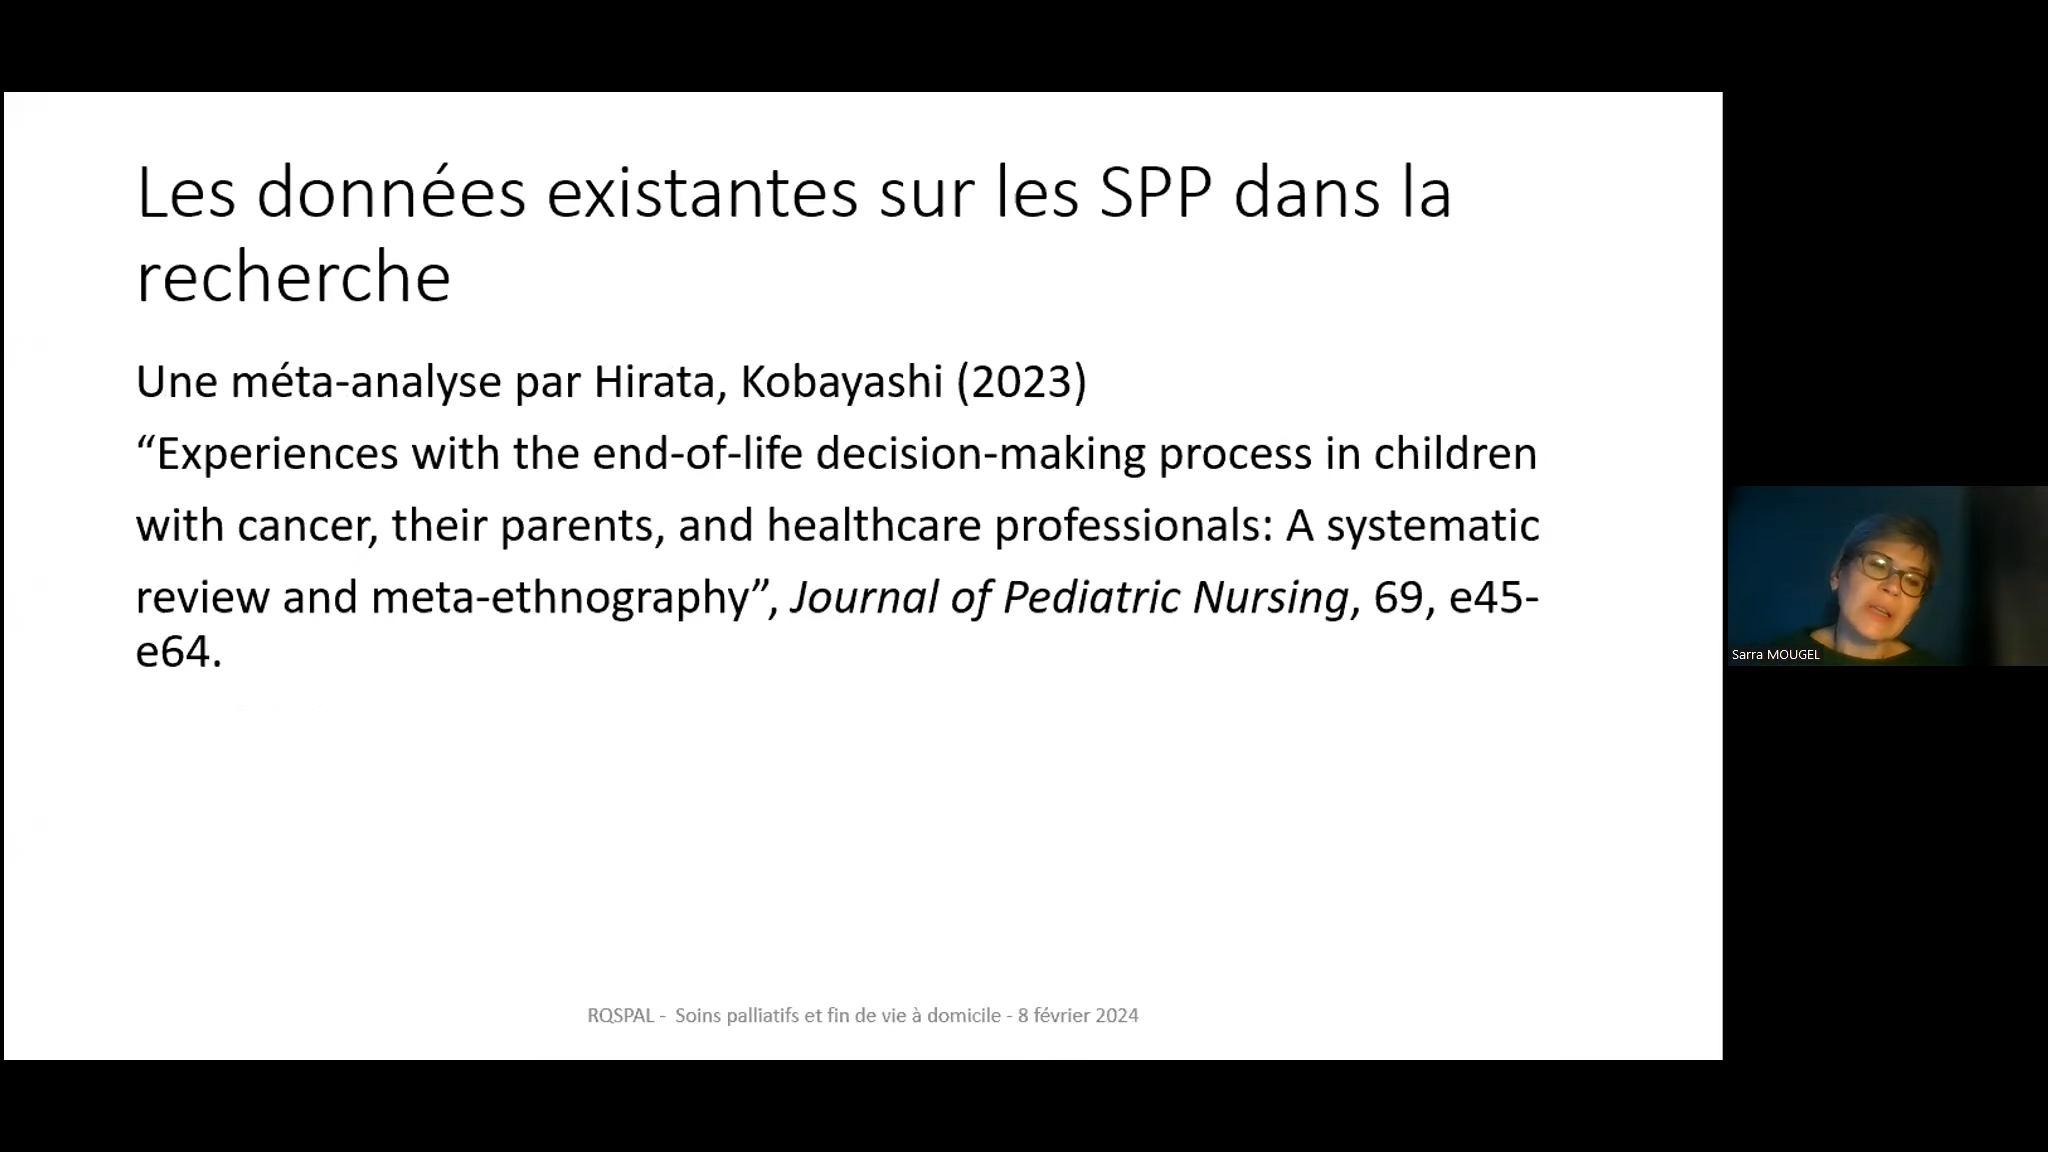 Les données existantes sur les SPP dans la
recherche
Une méta-analyse par Hirata, Kobayashi (2023)
“Experiences with the end-of-life decision-making process in children
with cancer, their parents, and healthcare professionals: A systematic
review and meta-ethnography”, Journal of Pediatric Nursing, 69, e45-
e64.
Sarra MOUGEL
RQSPAL - Soins palliatifs et fin de vie à domicile - 8 février 2024